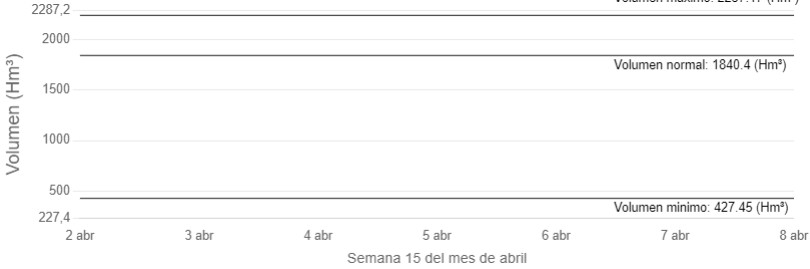 2287,2
2000
Volumen normal: 1840.4 (Hm³)
1500
Volumen (Hm³)
1000
500
Volumen minimo: 427.45 (Hm³)
227,4
2 abr 3 abr 4 abr 5 abr 6 abr 7 abr 8 abr
Semana 15 del mes de abril